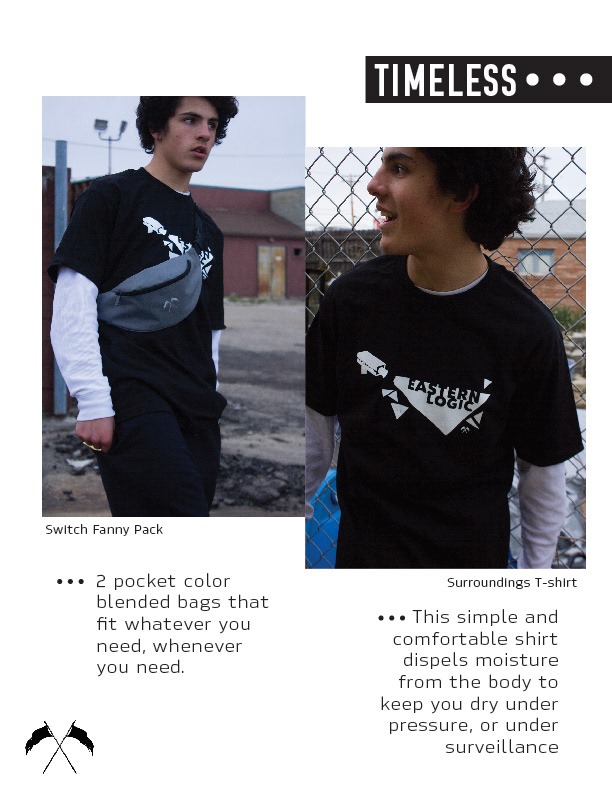 TIMELESS •••
EASTERN
LOGIC
Switch Fanny Pack
Surroundings T-shirt
••• 2 pocket color
blended bags that
fit whatever you
need, whenever
you need.
••• This simple and
comfortable shirt
dispels moisture
from the body to
keep you dry under
pressure, or under
surveillance